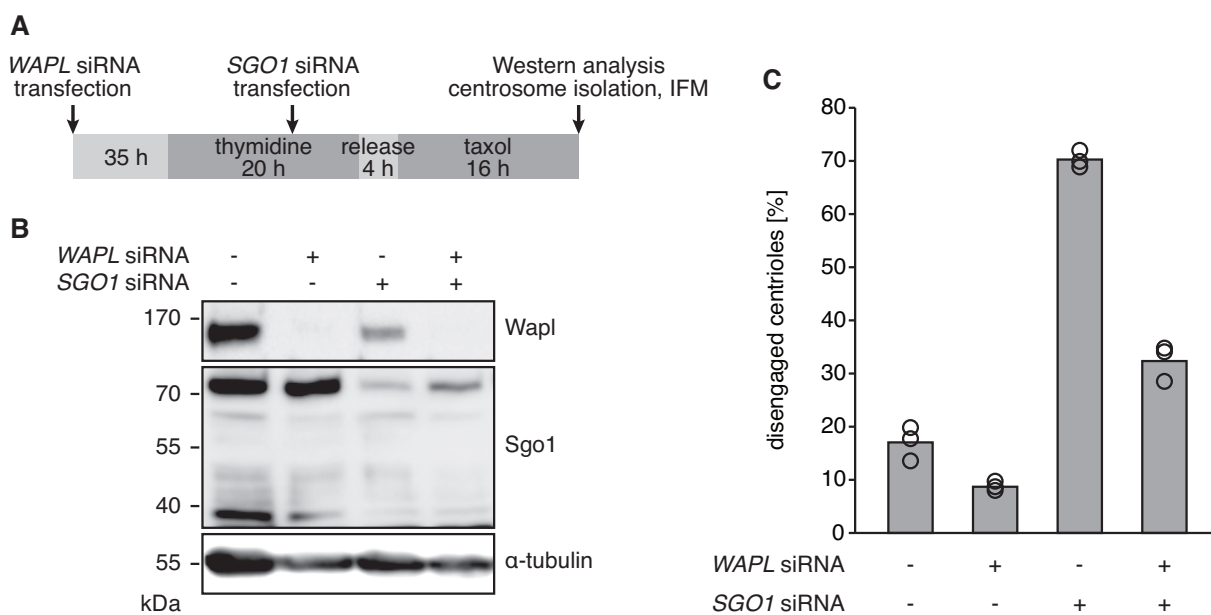 A
WAPL siRNA
transfection
SGO1 siRNA
transfection
Western analysis
centrosome isolation, IFM
35 h
thymidine
20 h
release
4 h
taxol
16 h
B
WAPL siRNA - + - +
SGO1 siRNA - - + +
170 - Wapl
70 -
55 - Sgo1
40 -
55 - α-tubulin
kDa
C
disengaged centrioles [%]
80
70
60
50
40
30
20
10
0
WAPL siRNA - + - +
SGO1 siRNA - - + +